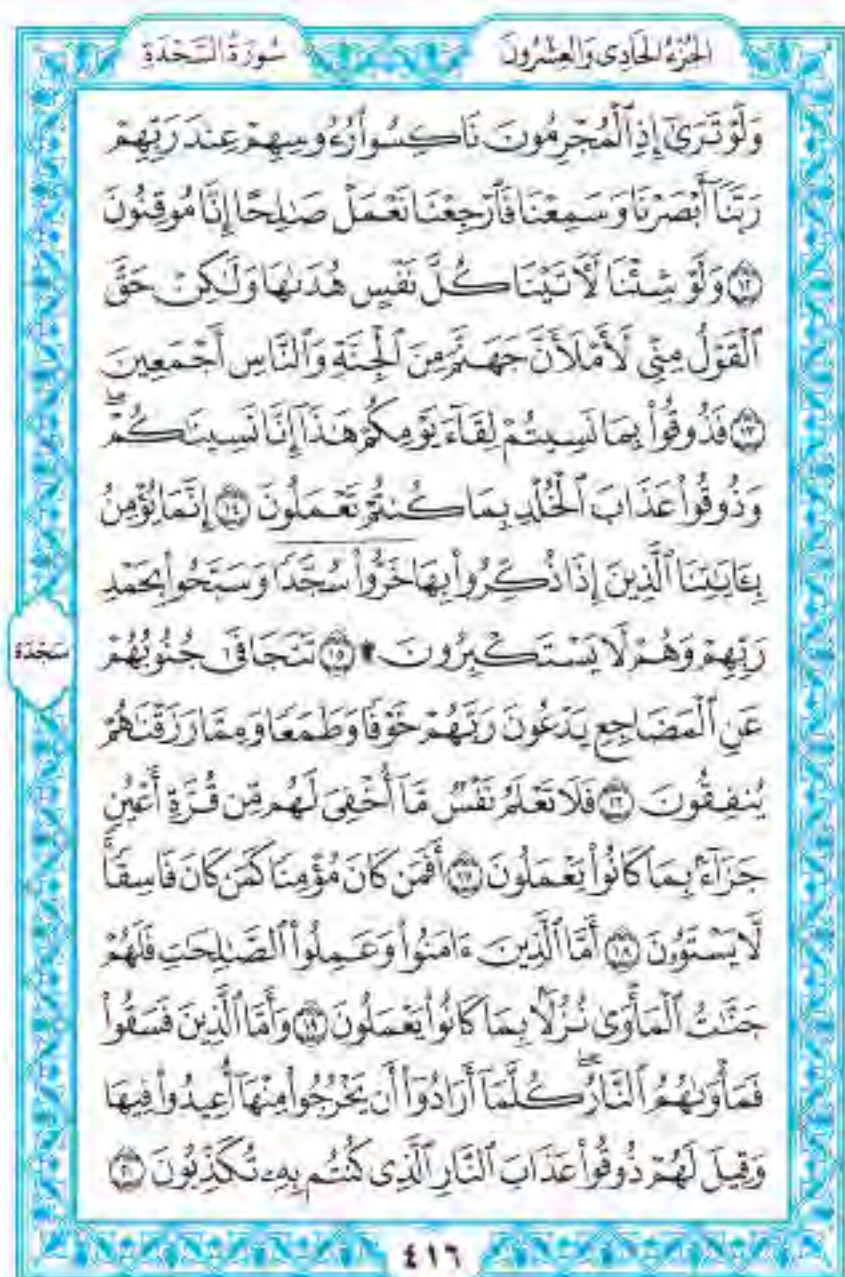 الجُزْءُ الحَادِى وَالعِشْرُونَ
سُورَةُ السَّجْدَةِ
وَلَوْ تَرَىٰٓ إِذِ ٱلْمُجْرِمُونَ نَاكِسُوا۟ رُءُوسِهِمْ عِندَ رَبِّهِمْ
رَبَّنَآ أَبْصَرْنَا وَسَمِعْنَا فَٱرْجِعْنَا نَعْمَلْ صَـٰلِحًا إِنَّا مُوقِنُونَ
١٢ وَلَوْ شِئْنَا لَـَٔاتَيْنَا كُلَّ نَفْسٍ هُدَىٰهَا وَلَـٰكِنْ حَقَّ
ٱلْقَوْلُ مِنِّى لَأَمْلَأَنَّ جَهَنَّمَ مِنَ ٱلْجِنَّةِ وَٱلنَّاسِ أَجْمَعِينَ
١٣ فَذُوقُوا۟ بِمَا نَسِيتُمْ لِقَآءَ يَوْمِكُمْ هَـٰذَآ إِنَّا نَسِينَـٰكُمْ ۖ
وَذُوقُوا۟ عَذَابَ ٱلْخُلْدِ بِمَا كُنتُمْ تَعْمَلُونَ ١٤ إِنَّمَا يُؤْمِنُ
بِـَٔايَـٰتِنَا ٱلَّذِينَ إِذَا ذُكِّرُوا۟ بِهَا خَرُّوا۟ سُجَّدًا وَسَبَّحُوا۟ بِحَمْدِ
رَبِّهِمْ وَهُمْ لَا يَسْتَكْبِرُونَ ۩ ١٥ تَتَجَافَىٰ جُنُوبُهُمْ
سَجْدَة
عَنِ ٱلْمَضَاجِعِ يَدْعُونَ رَبَّهُمْ خَوْفًا وَطَمَعًا وَمِمَّا رَزَقْنَـٰهُمْ
يُنفِقُونَ ١٦ فَلَا تَعْلَمُ نَفْسٌ مَّآ أُخْفِىَ لَهُم مِّن قُرَّةِ أَعْيُنٍ
جَزَآءًۢ بِمَا كَانُوا۟ يَعْمَلُونَ ١٧ أَفَمَن كَانَ مُؤْمِنًا كَمَن كَانَ فَاسِقًا ۚ
لَّا يَسْتَوُۥنَ ١٨ أَمَّا ٱلَّذِينَ ءَامَنُوا۟ وَعَمِلُوا۟ ٱلصَّـٰلِحَـٰتِ فَلَهُمْ
جَنَّـٰتُ ٱلْمَأْوَىٰ نُزُلًۢا بِمَا كَانُوا۟ يَعْمَلُونَ ١٩ وَأَمَّا ٱلَّذِينَ فَسَقُوا۟
فَمَأْوَىٰهُمُ ٱلنَّارُ ۖ كُلَّمَآ أَرَادُوٓا۟ أَن يَخْرُجُوا۟ مِنْهَآ أُعِيدُوا۟ فِيهَا
وَقِيلَ لَهُمْ ذُوقُوا۟ عَذَابَ ٱلنَّارِ ٱلَّذِى كُنتُم بِهِۦ تُكَذِّبُونَ ٢٠
٤١٦